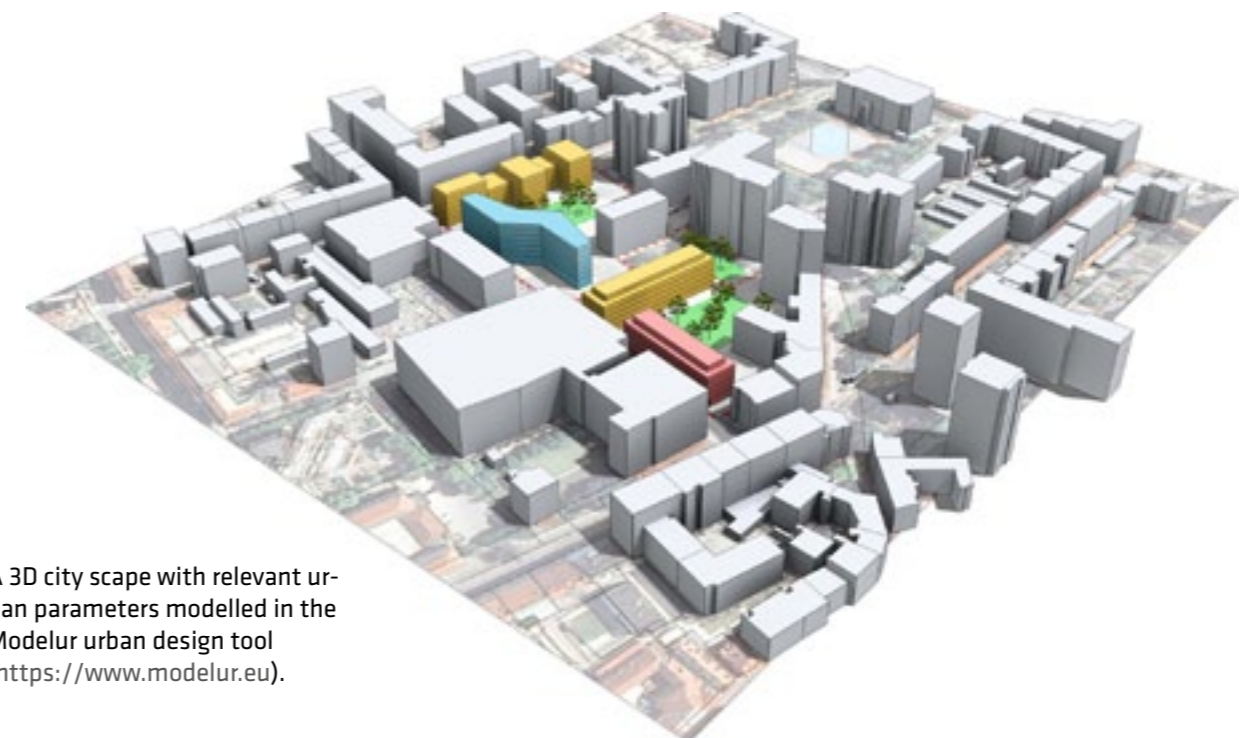 A 3D city scape with relevant ur-
an parameters modelled in the
Modelur urban design tool
https://www.modelur.eu).